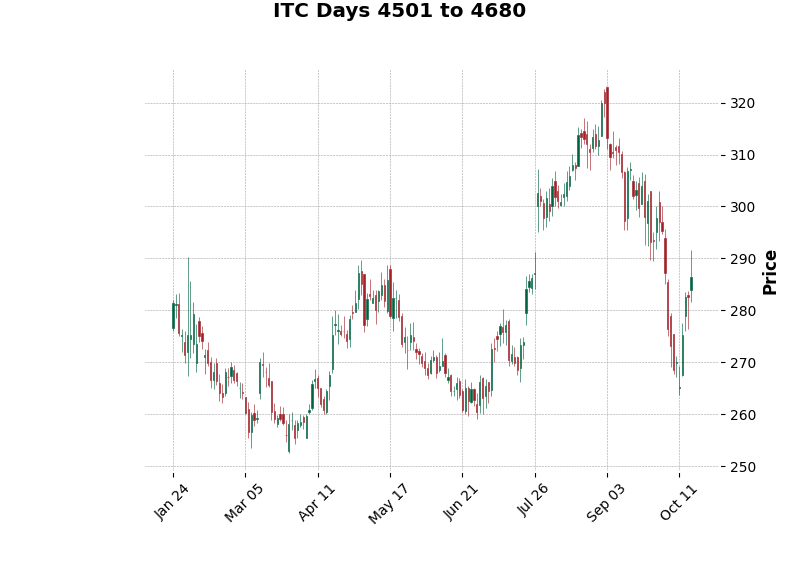 ITC Days 4501 to 4680
320
310
300
290
280
270
260
250
Price
Jan 24
Mar 05
Apr 11
May 17
Jun 21
Jul 26
Sep 03
Oct 11